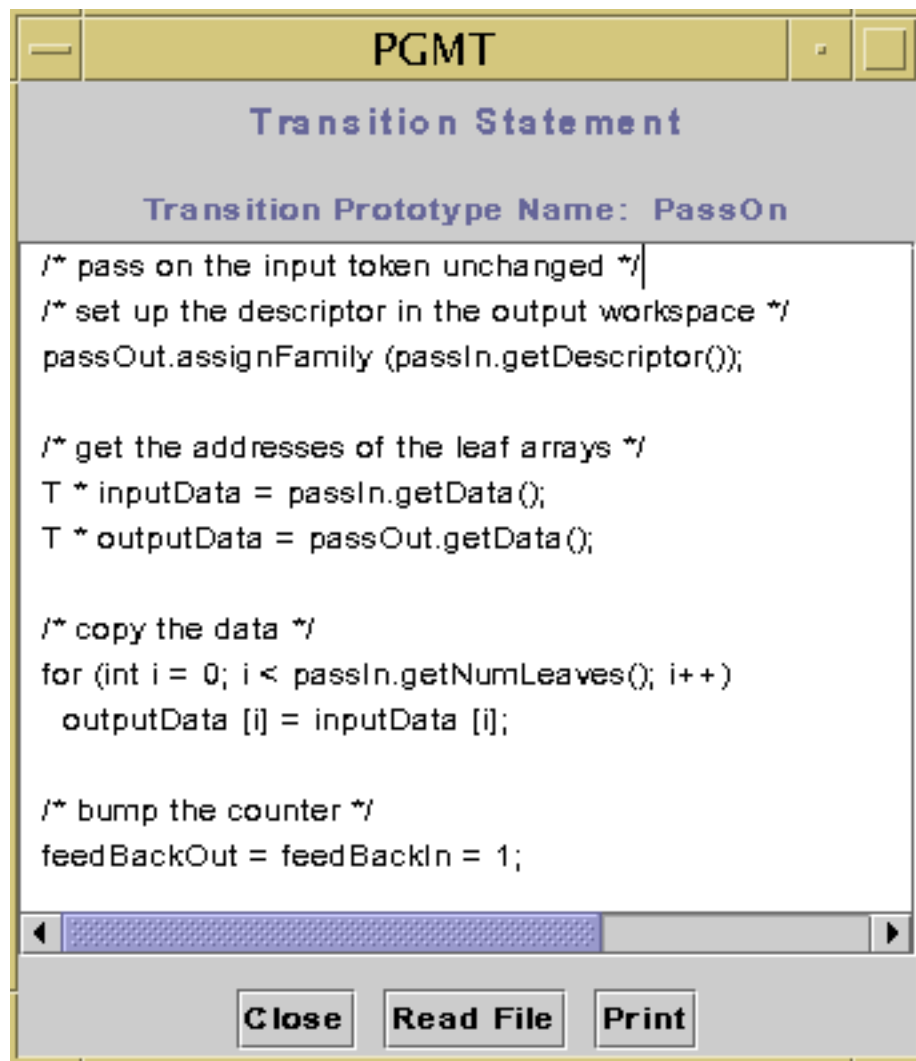 PGMT
Transition Statement
Transition Prototype Name: PassOn
/* pass on the input token unchanged */
/* set up the descriptor in the output workspace */
passOut.assignFamily (passIn.getDescriptor());
/* get the addresses of the leaf arrays */
T * inputData = passIn.getData();
T * outputData = passOut.getData();
/* copy the data */
for (int i = 0; i < passIn.getNumLeaves(); i++)
outputData [i] = inputData [i];
/* bump the counter */
feedBackOut = feedBackIn = 1;
Close Read File Print